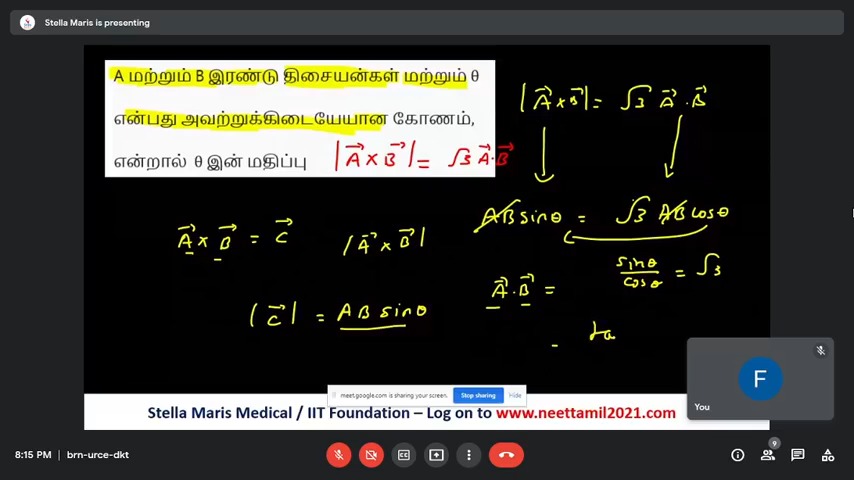 Stella Maris is presenting
A மற்றும் B இரண்டு திசையன்கள் மற்றும் θ
என்பது அவற்றுக்கிடையேயான கோணம்,
என்றால் θ இன் மதிப்பு |A⃗ × B⃗| = √3 A⃗·B⃗
|A⃗ × B⃗| = √3 A⃗ · B⃗
AB sinθ = √3 AB cosθ
A⃗ × B⃗ = C⃗
|A⃗ × B⃗|
sinθ/cosθ = √3
A⃗ · B⃗ =
|C⃗| = AB sinθ
= ta
F
You
meet.google.com is sharing your screen. Stop sharing Hide
Stella Maris Medical / IIT Foundation – Log on to www.neettamil2021.com
8:15 PM | brn-urce-dkt
9